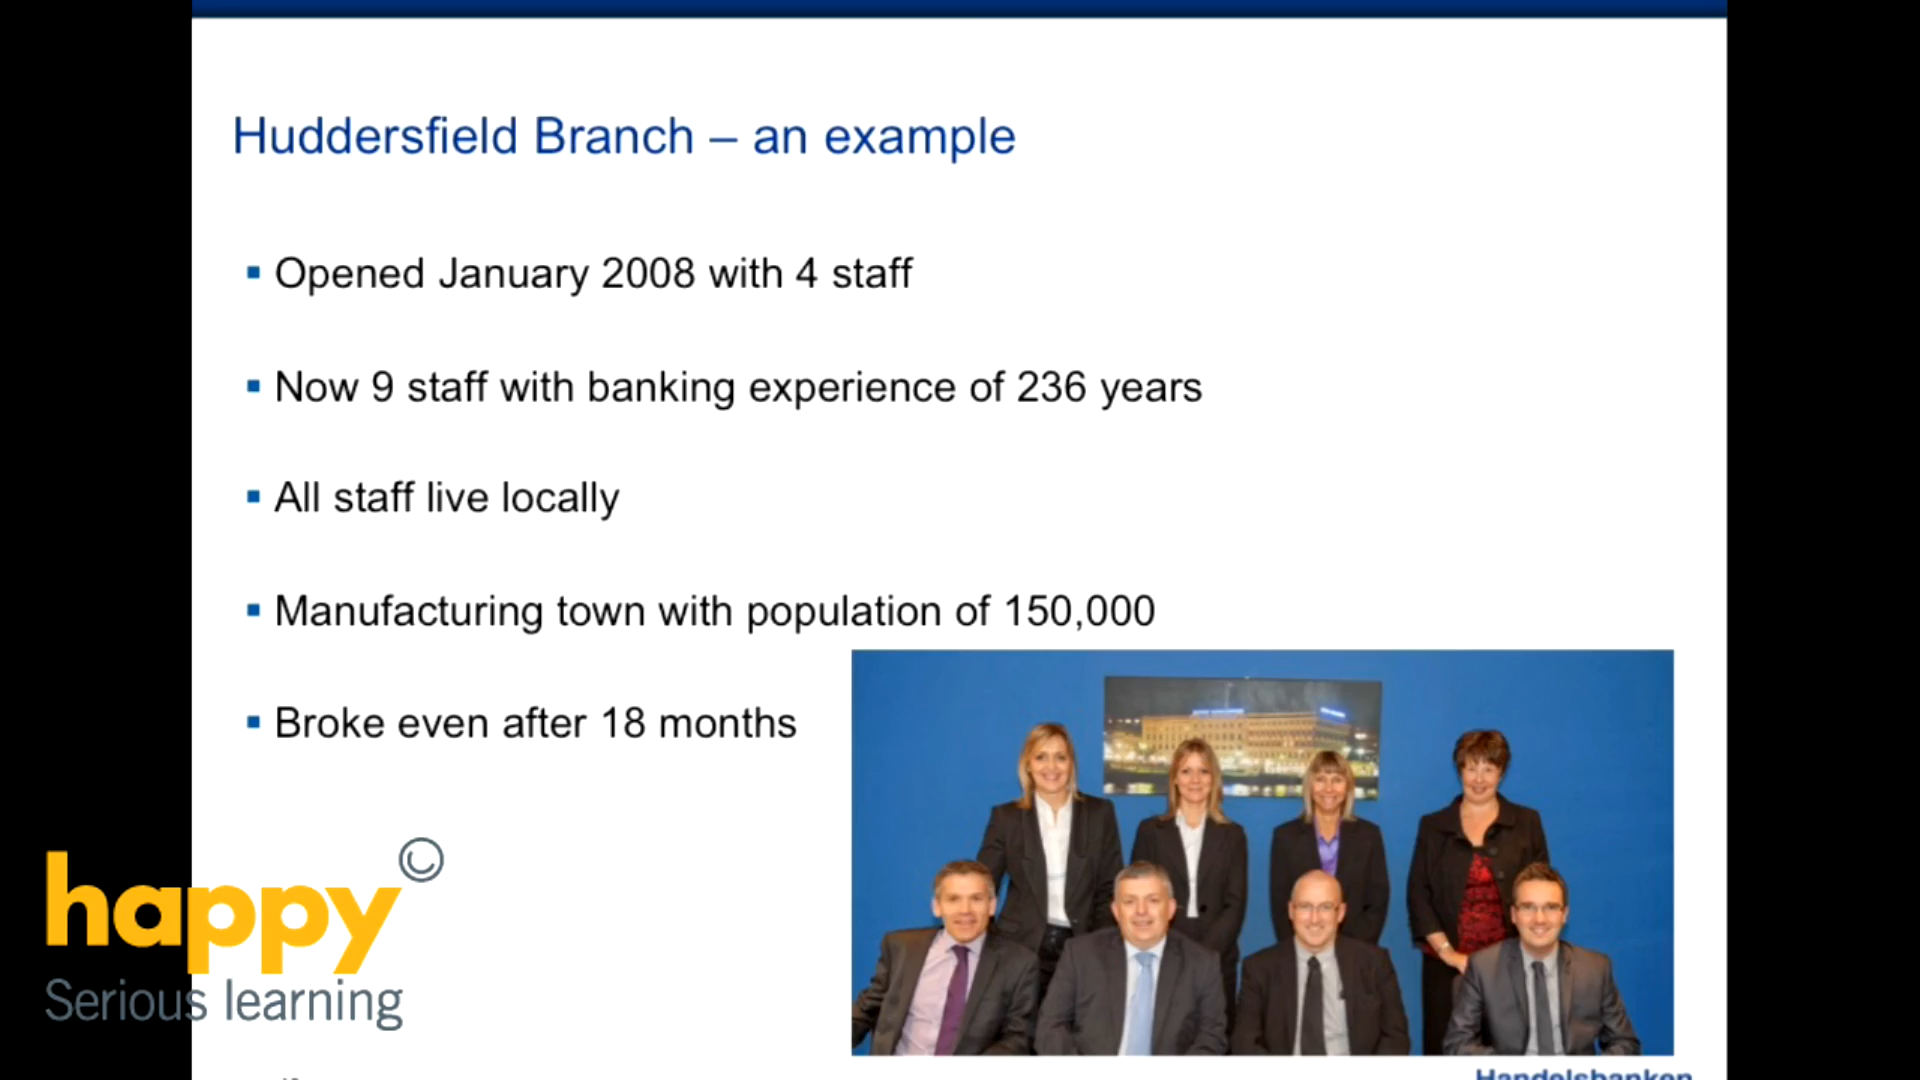 Huddersfield Branch – an example
▪ Opened January 2008 with 4 staff
▪ Now 9 staff with banking experience of 236 years
▪ All staff live locally
▪ Manufacturing town with population of 150,000
▪ Broke even after 18 months
happy
Serious learning
Handelsbanken